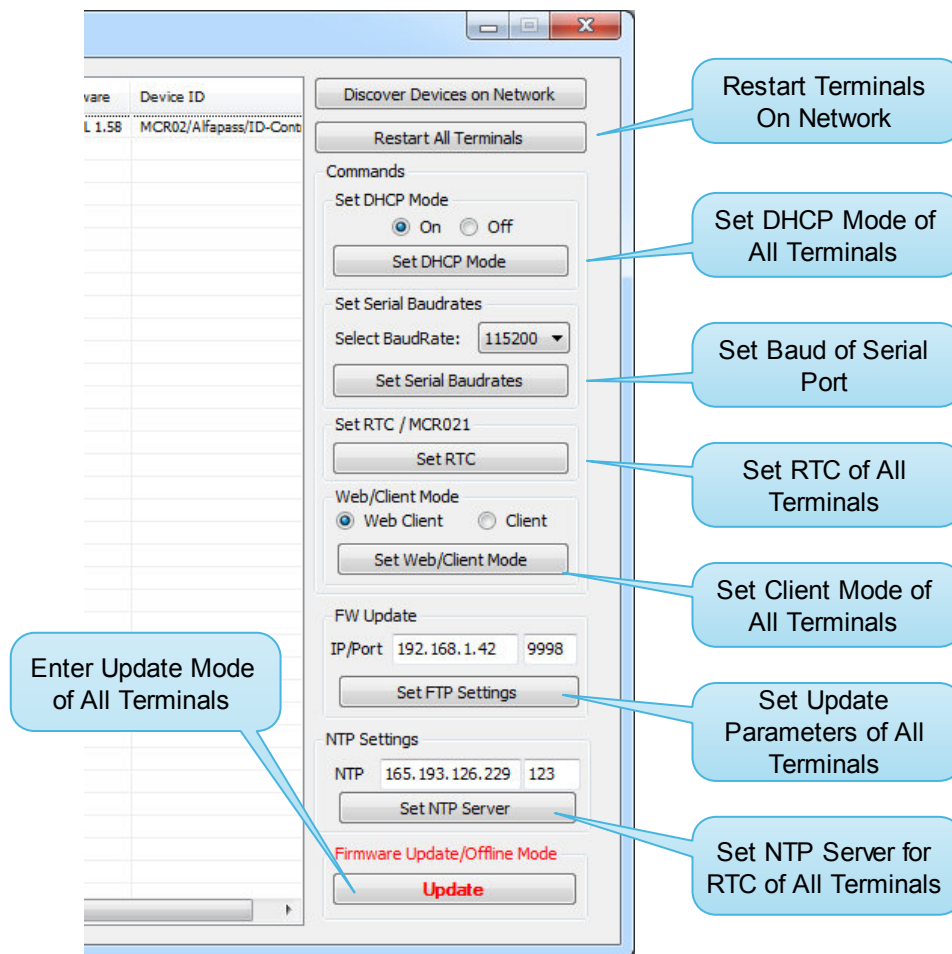 ware Device ID
L 1.58 MCR02/Alfapass/ID-Cont
Discover Devices on Network
Restart All Terminals
Commands
Set DHCP Mode
On Off
Set DHCP Mode
Set Serial Baudrates
Select BaudRate: 115200
Set Serial Baudrates
Set RTC / MCR021
Set RTC
Web/Client Mode
Web Client Client
Set Web/Client Mode
FW Update
IP/Port 192.168.1.42 9998
Set FTP Settings
NTP Settings
NTP 165.193.126.229 123
Set NTP Server
Firmware Update/Offline Mode
Update
Restart Terminals
On Network
Set DHCP Mode of
All Terminals
Set Baud of Serial
Port
Set RTC of All
Terminals
Set Client Mode of
All Terminals
Enter Update Mode
of All Terminals
Set Update
Parameters of All
Terminals
Set NTP Server for
RTC of All Terminals